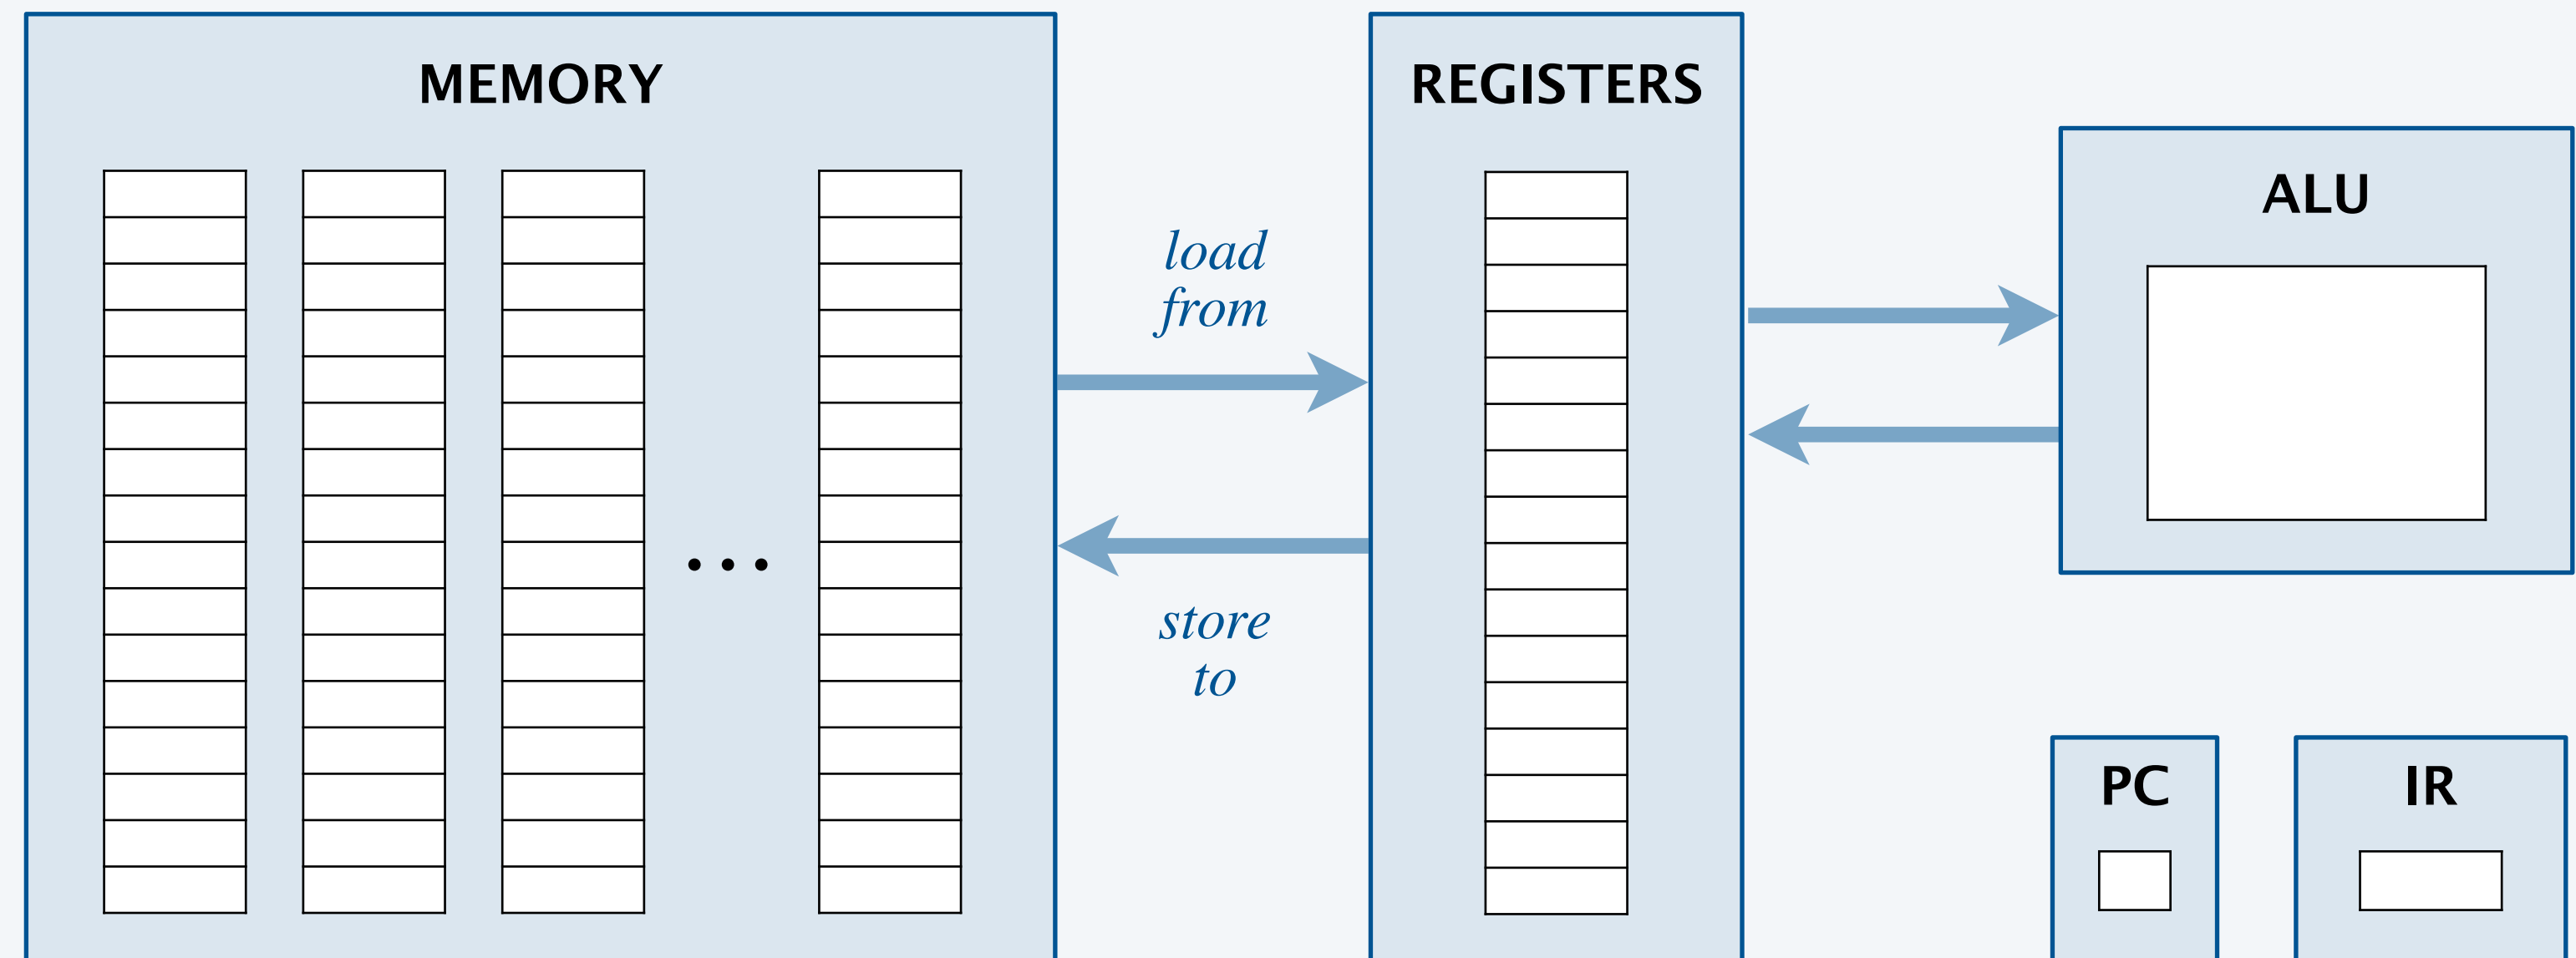 MEMORY
REGISTERS
ALU
load
from
...
store
to
PC
IR